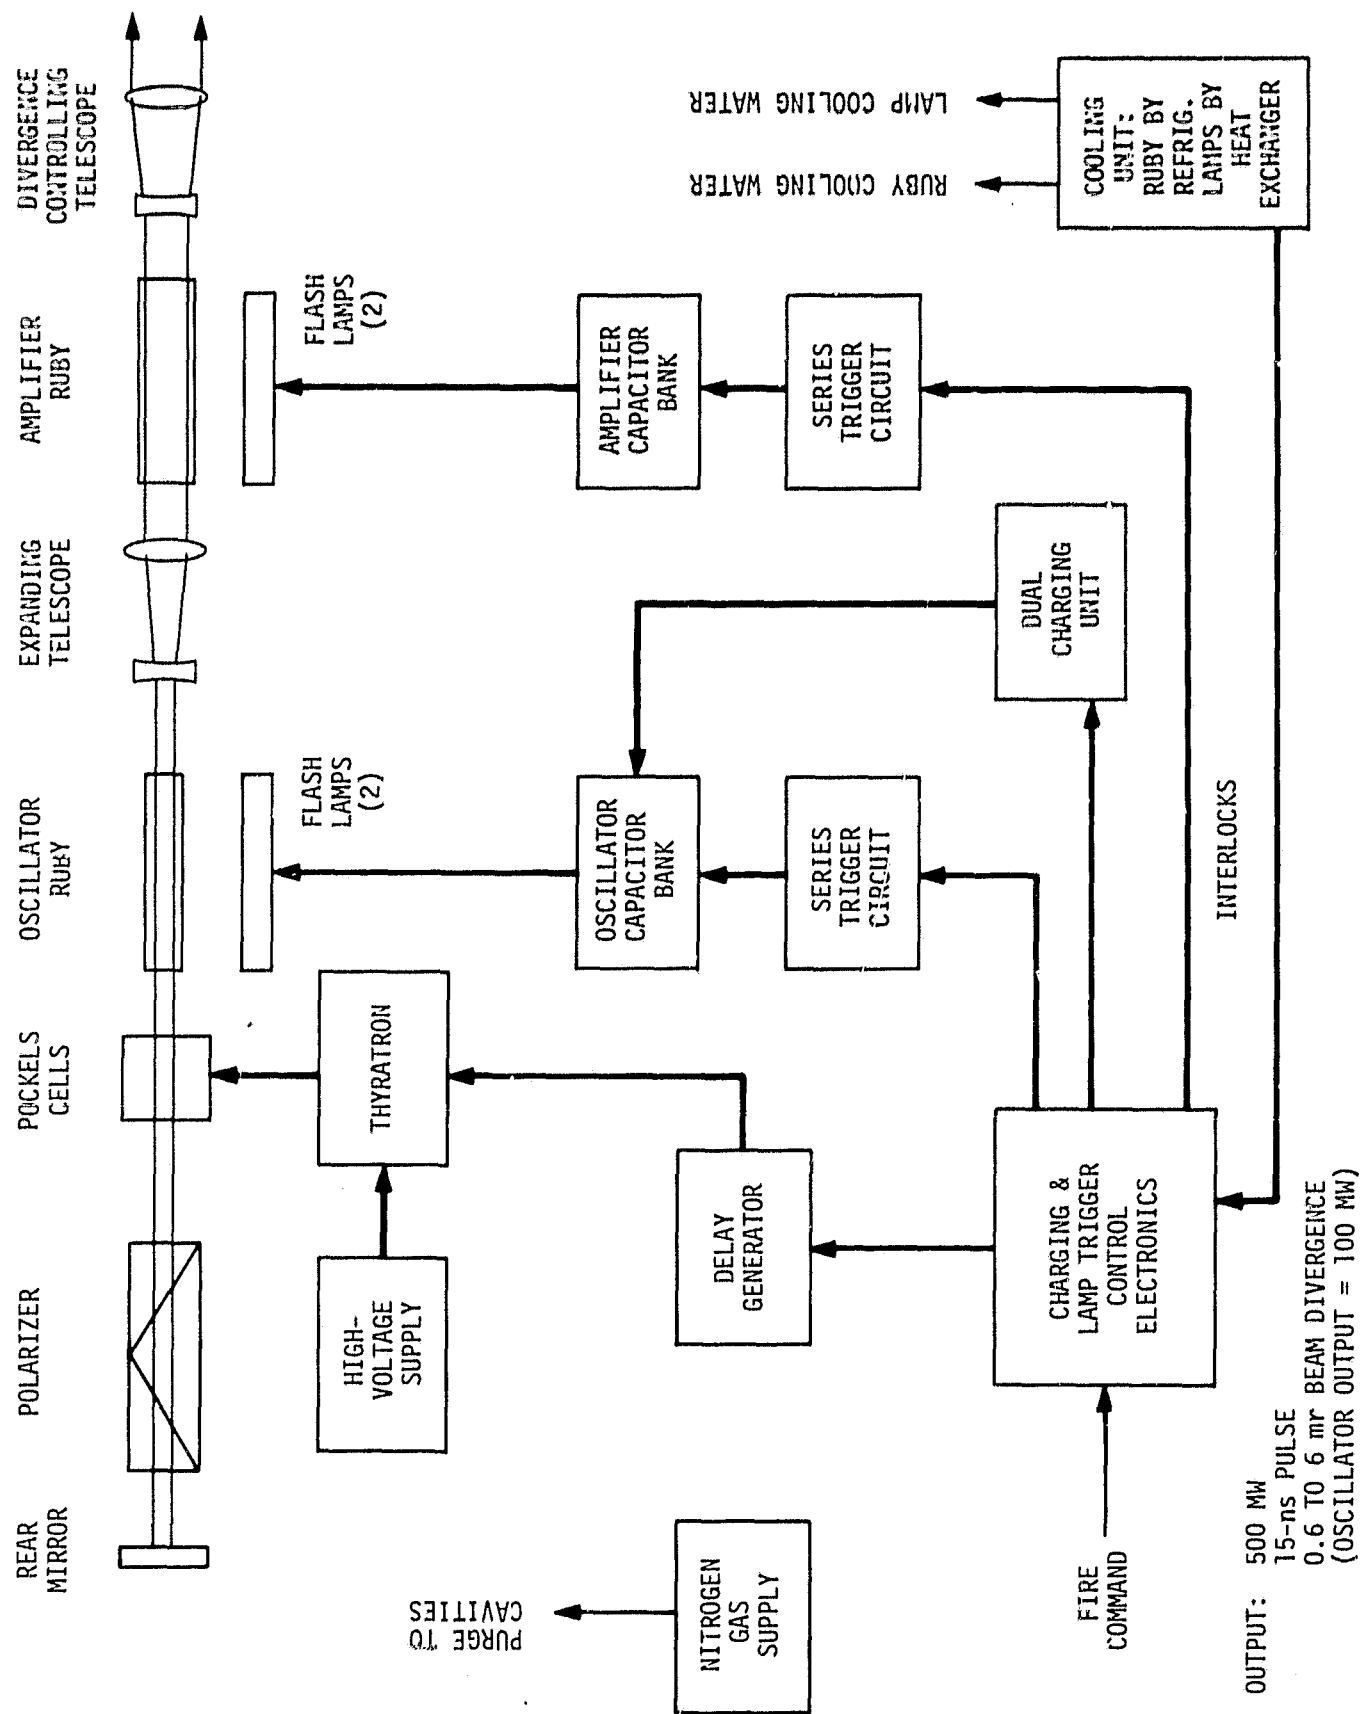 REAR
MIRROR
POLARIZER
POCKELS
CELLS
OSCILLATOR
RUBY
EXPANDING
TELESCOPE
AMPLIFIER
RUBY
DIVERGENCE
CONTROLLING
TELESCOPE
FLASH
LAMPS
(2)
FLASH
LAMPS
(2)
HIGH-
VOLTAGE
SUPPLY
THYRATRON
PURGE TO
CAVITIES
OSCILLATOR
CAPACITOR
BANK
AMPLIFIER
CAPACITOR
BANK
RUBY COOLING WATER
LAMP COOLING WATER
NITROGEN
GAS
SUPPLY
DELAY
GENERATOR
SERIES
TRIGGER
CIRCUIT
SERIES
TRIGGER
CIRCUIT
DUAL
CHARGING
UNIT
COOLING
UNIT:
RUBY BY
REFRIG.
LAMPS BY
HEAT
EXCHANGER
FIRE
COMMAND
CHARGING &
LAMP TRIGGER
CONTROL
ELECTRONICS
INTERLOCKS
OUTPUT: 500 MW
15-ns PULSE
0.6 TO 6 mr BEAM DIVERGENCE
(OSCILLATOR OUTPUT = 100 MW)